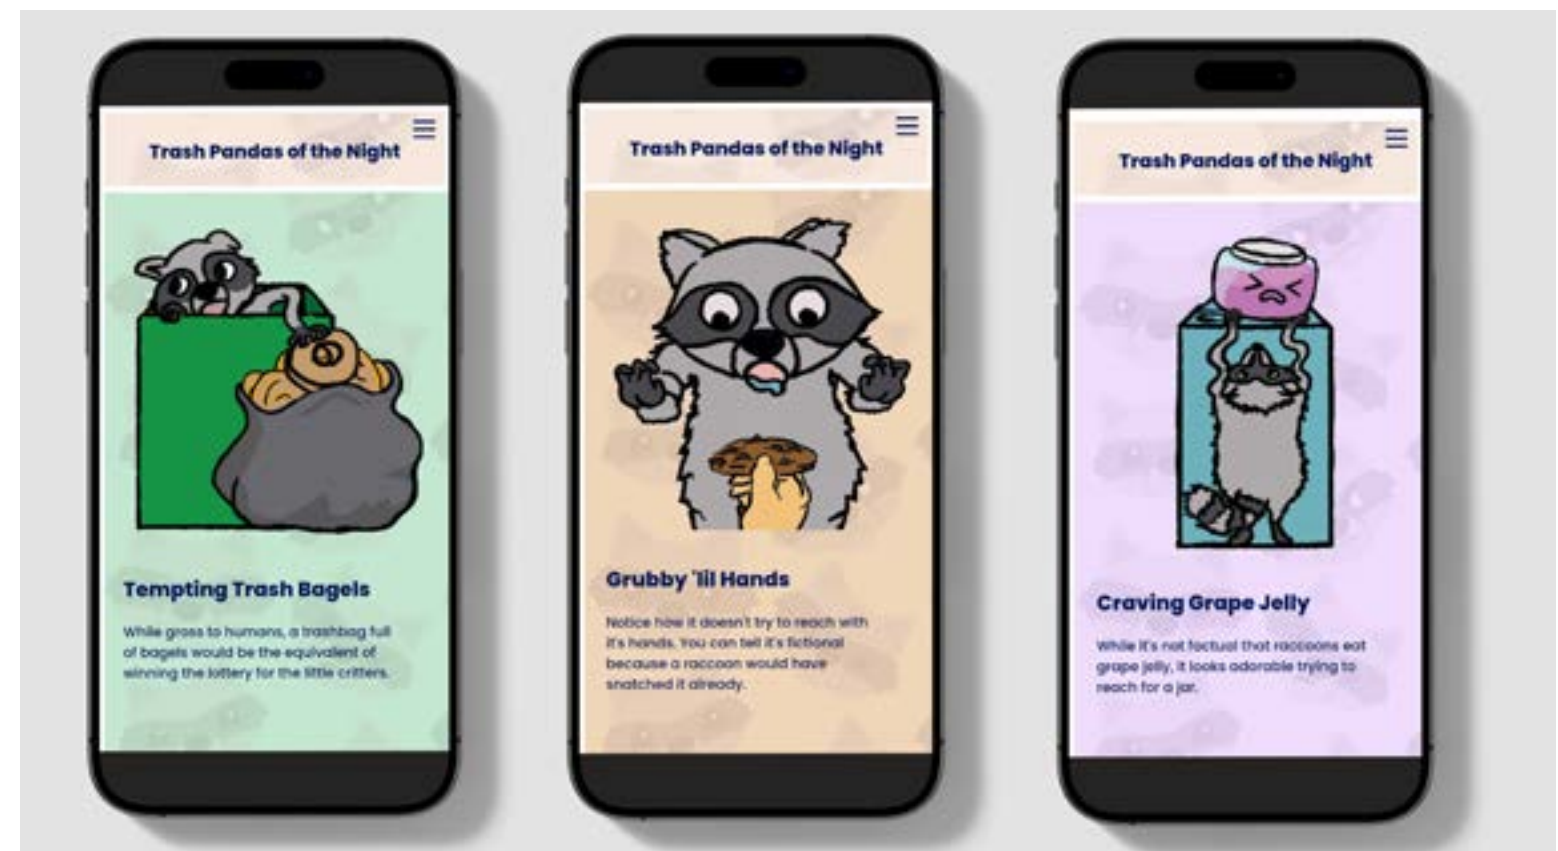 Trash Pandas of the Night
Tempting Trash Bagels
While gross to humans, a trashbag full
of bagels would be the equivalent of
winning the lottery for the little critters.
Trash Pandas of the Night
Grubby 'lil Hands
Notice how it doesn't try to reach with
it's hands. You can tell it's fictional
because a raccoon would have
snatched it already.
Trash Pandas of the Night
Craving Grape Jelly
While it's not factual that raccoons eat
grape jelly, it looks adorable trying to
reach for a jar.